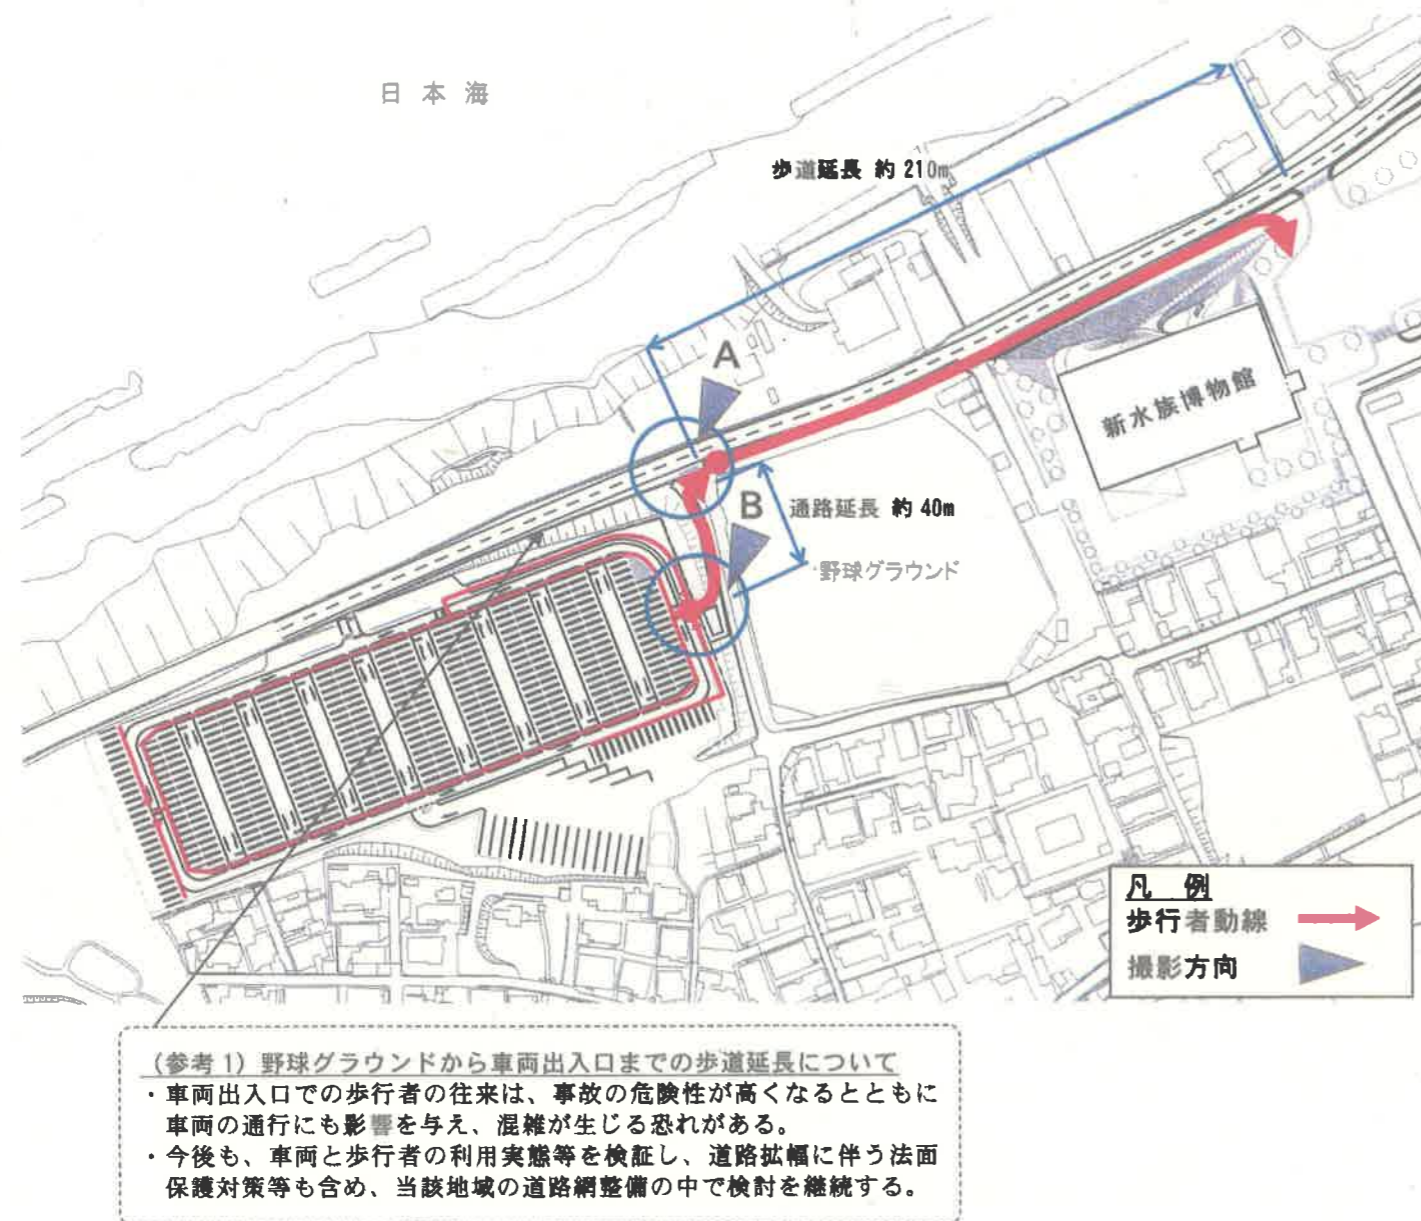 日本海
歩道延長 約210m
A
新水族博物館
B
通路延長 約40m
野球グラウンド
凡 例
歩行者動線
撮影方向
(参考1) 野球グラウンドから車両出入口までの歩道延長について
・車両出入口での歩行者の往来は、事故の危険性が高くなるとともに
車両の通行にも影響を与え、混雑が生じる恐れがある。
・今後も、車両と歩行者の利用実態等を検証し、道路拡幅に伴う法面
保護対策等も含め、当該地域の道路網整備の中で検討を継続する。